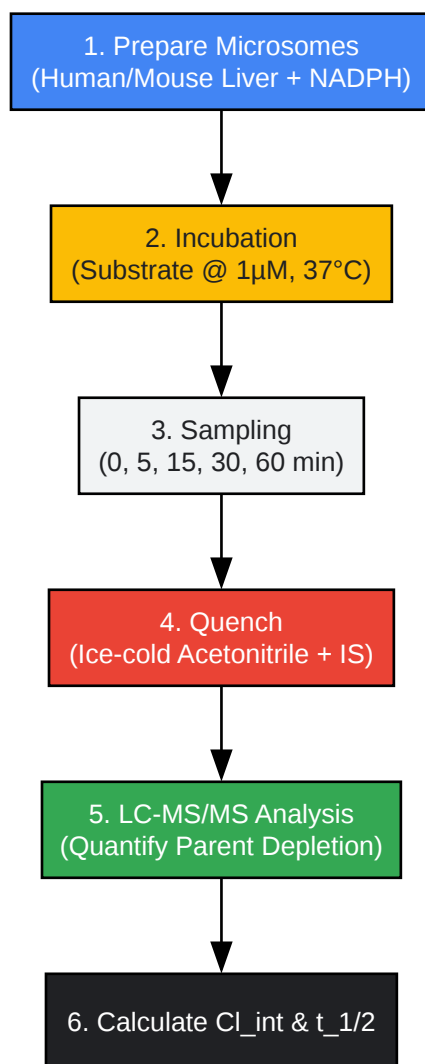 1. Prepare Microsomes
(Human/Mouse Liver + NADPH)
2. Incubation
(Substrate @ 1µM, 37°C)
3. Sampling
(0, 5, 15, 30, 60 min)
4. Quench
(Ice-cold Acetonitrile + IS)
5. LC-MS/MS Analysis
(Quantify Parent Depletion)
6. Calculate Cl_int & t_1/2